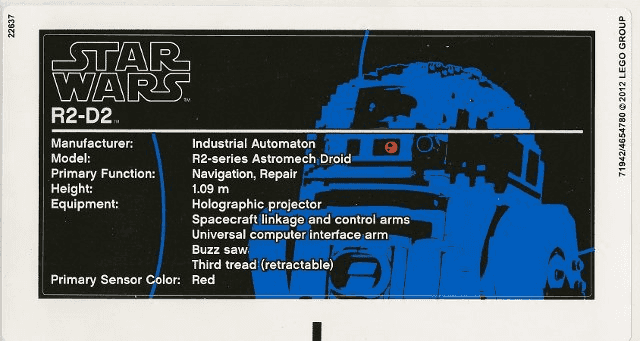 22637
STAR
WARS™
R2-D2™
Manufacturer: Industrial Automaton
Model: R2-series Astromech Droid
Primary Function: Navigation, Repair
Height: 1.09 m
Equipment: Holographic projector
Spacecraft linkage and control arms
Universal computer interface arm
Buzz saw
Third tread (retractable)
Primary Sensor Color: Red
71942/4654780 ©2012 LEGO GROUP